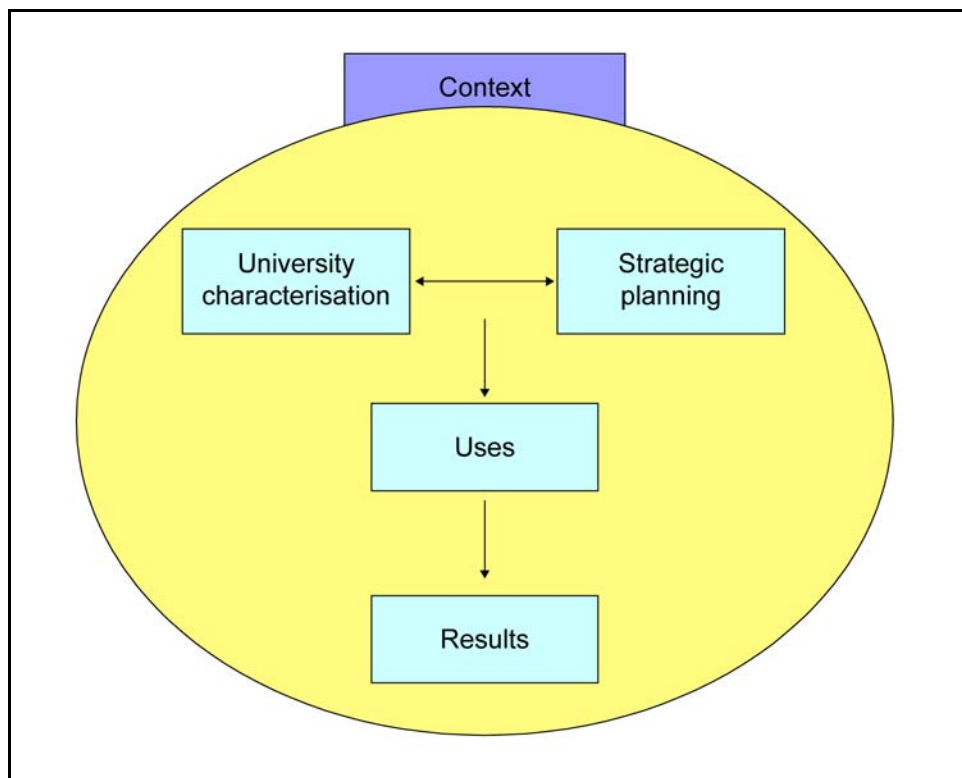 Context
University
characterisation
Strategic
planning
Uses
Results